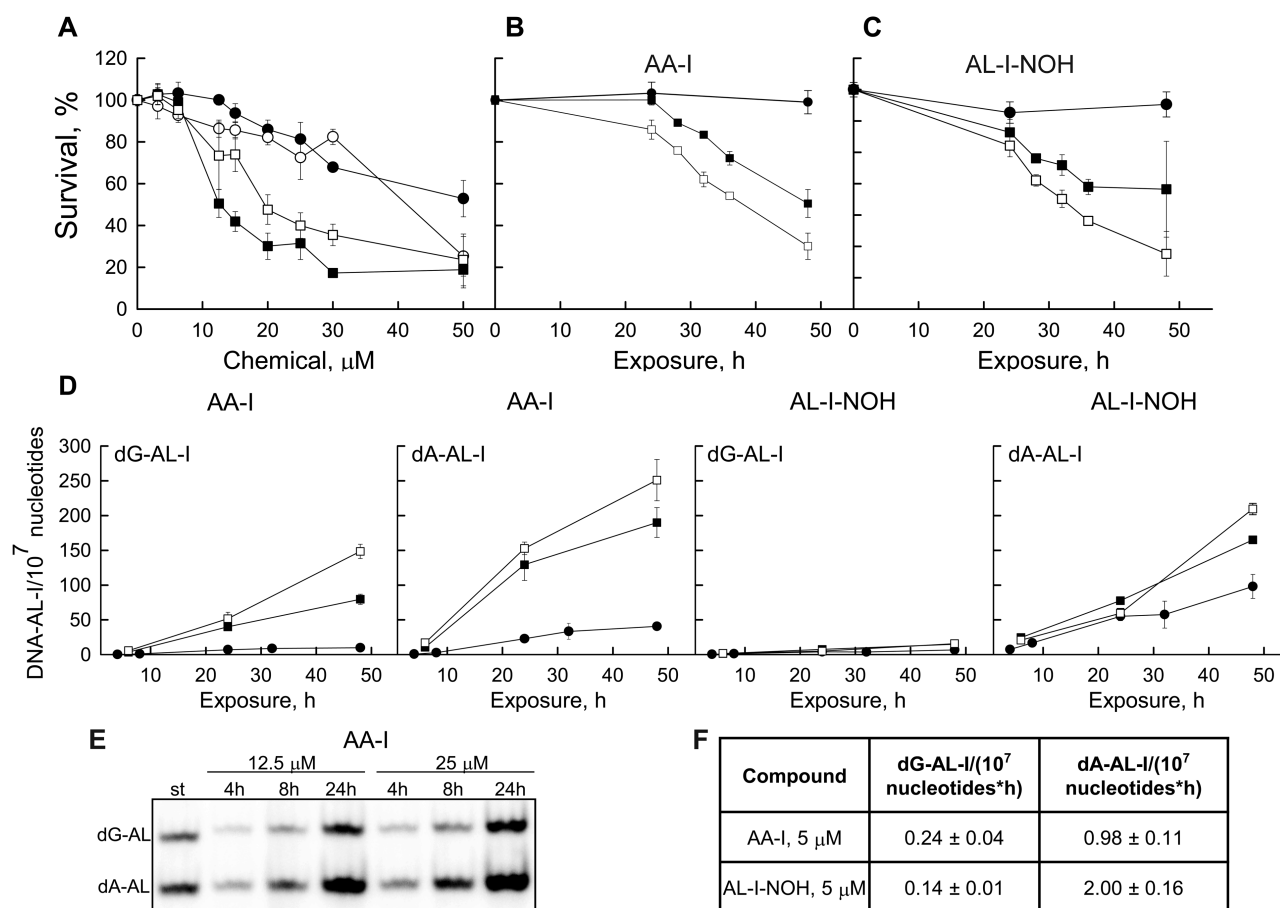 A
B
C
AA-I
AL-I-NOH
Survival, %
120
100
80
60
40
20
0
0 10 20 30 40 50
0 10 20 30 40 50
0 10 20 30 40 50
Chemical, μM
Exposure, h
Exposure, h
D
AA-I
AA-I
AL-I-NOH
AL-I-NOH
DNA-AL-I/10⁷ nucleotides
300
250
200
150
100
50
0
dG-AL-I
dA-AL-I
dG-AL-I
dA-AL-I
10 20 30 40 50
10 20 30 40 50
10 20 30 40 50
10 20 30 40 50
Exposure, h
Exposure, h
Exposure, h
Exposure, h
E
AA-I
12.5 μM
25 μM
st 4h 8h 24h 4h 8h 24h
dG-AL
dA-AL
F
Compound
dG-AL-I/(10⁷
nucleotides*h)
dA-AL-I/(10⁷
nucleotides*h)
AA-I, 5 μM
0.24 ± 0.04
0.98 ± 0.11
AL-I-NOH, 5 μM
0.14 ± 0.01
2.00 ± 0.16